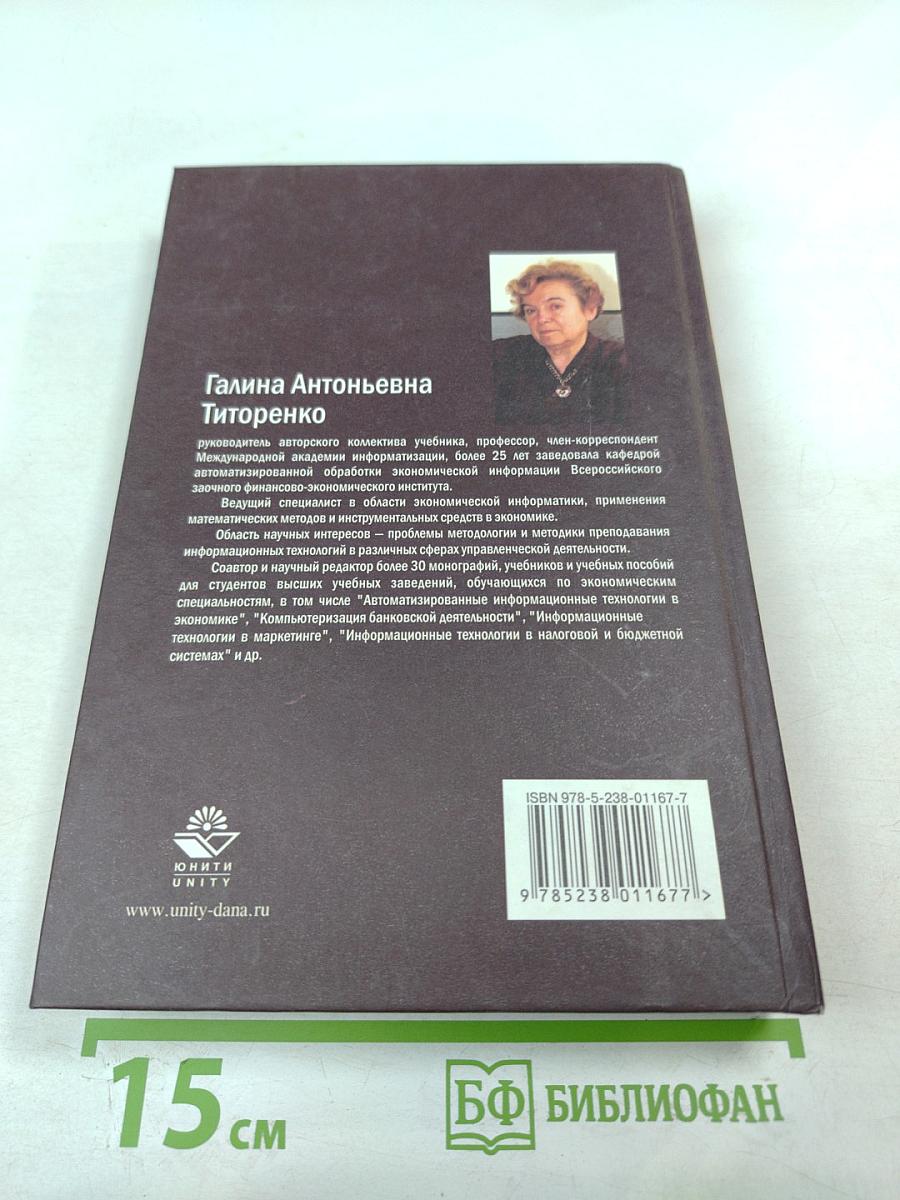 Галина Антоньевна
Титоренко
руководитель авторского коллектива учебника, профессор, член-корреспондент
Международной академии информатизации, более 25 лет заведовала кафедрой
автоматизированной обработки экономической информации Всероссийского
заочного финансово-экономического института.
Ведущий специалист в области экономической информатики, применения
математических методов и инструментальных средств в экономике.
Область научных интересов — проблемы методологии и методики преподавания
информационных технологий в различных сферах управленческой деятельности.
Соавтор и научный редактор более 30 монографий, учебников и учебных пособий
для студентов высших учебных заведений, обучающихся по экономическим
специальностям, в том числе "Автоматизированные информационные технологии в
экономике", "Компьютеризация банковской деятельности", "Информационные
технологии в маркетинге", "Информационные технологии в налоговой и бюджетной
системах" и др.
ISBN 978-5-238-01167-7
9 785238 011677 >
ЮНИТИ
UNITY
www.unity-dana.ru
15 см
БФ БИБЛИОФАН